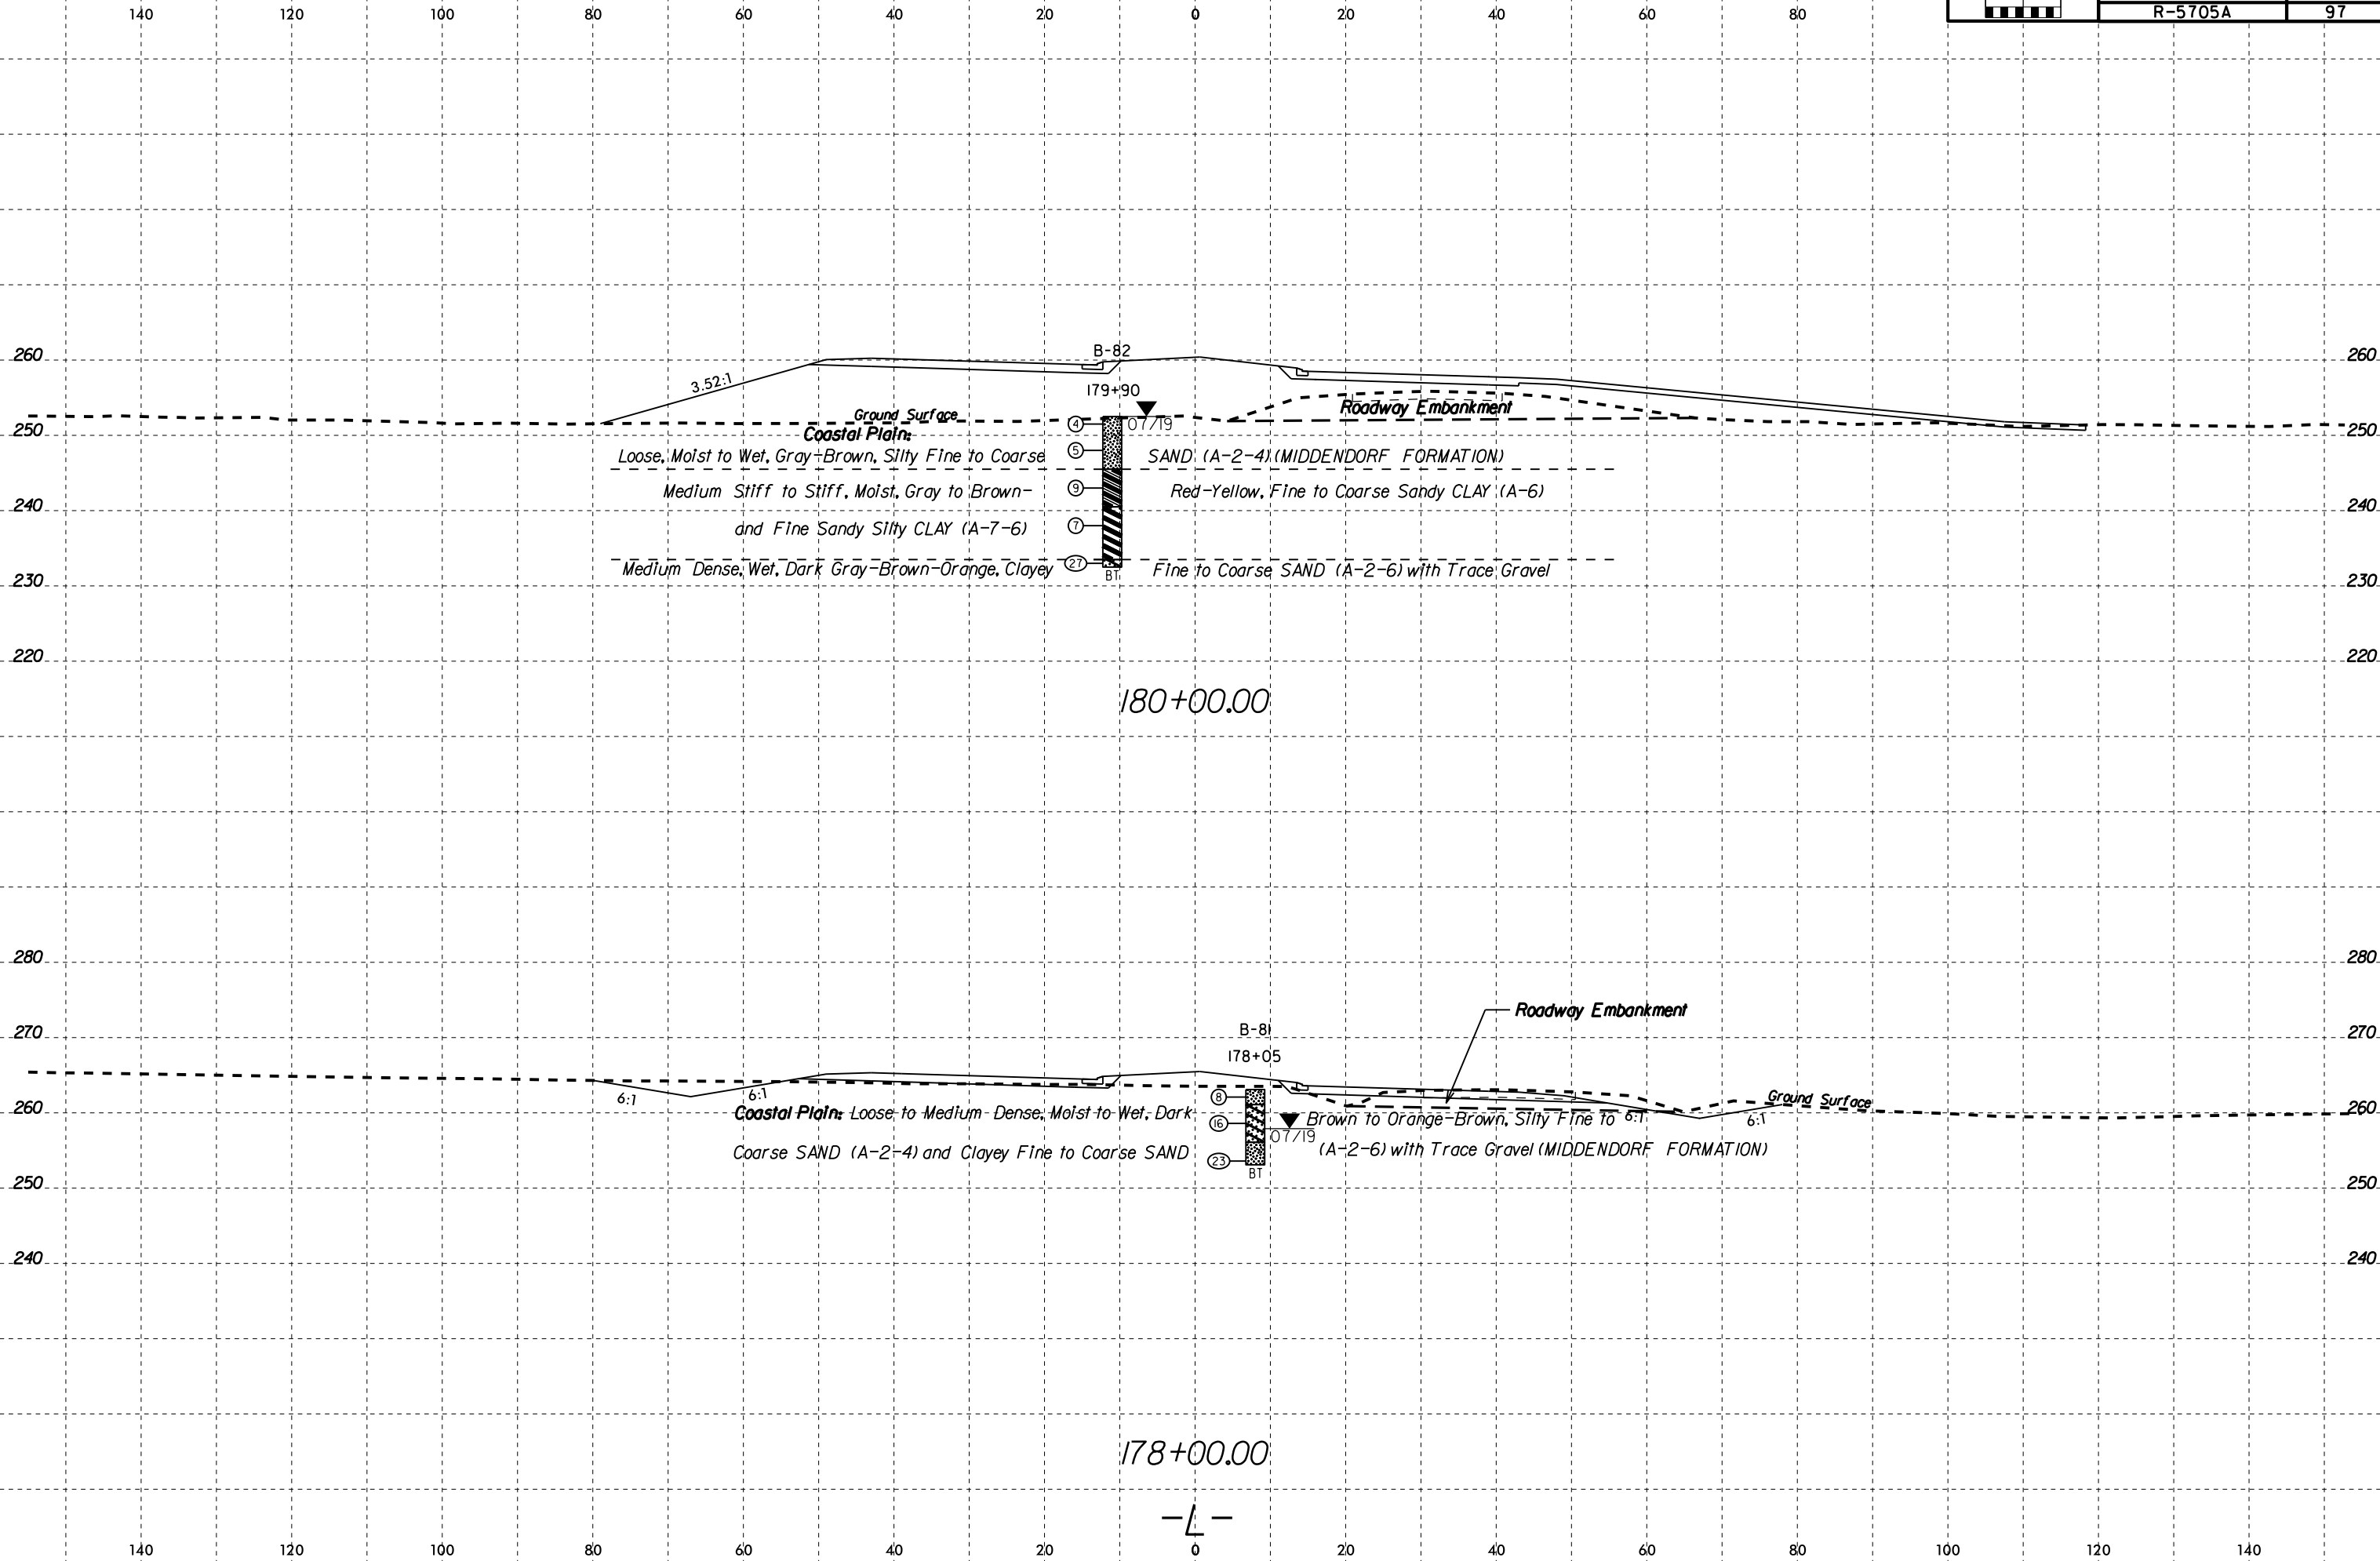 140 120 100 80 60 40 20 0 20 40 60 80
R-5705A 97
260 260
B-82
3.52:1
179+90
Ground Surface
Roadway Embankment
4 07/19
250 250
Coastal Plain:
Loose, Moist to Wet, Gray-Brown, Silty Fine to Coarse 5 SAND (A-2-4) (MIDDENDORF FORMATION)
Medium Stiff to Stiff, Moist, Gray to Brown- 9 Red-Yellow, Fine to Coarse Sandy CLAY (A-6)
240 240
and Fine Sandy Silty CLAY (A-7-6) 7
Medium Dense, Wet, Dark Gray-Brown-Orange, Clayey 27 Fine to Coarse SAND (A-2-6) with Trace Gravel
BT
230 230
220 220
180+00.00
280 280
Roadway Embankment
270 270
B-81
178+05
6:1 6:1
8
Ground Surface
260 260
Coastal Plain: Loose to Medium Dense, Moist to Wet, Dark 16 Brown to Orange-Brown, Silty Fine to 6:1 6:1
07/19
Coarse SAND (A-2-4) and Clayey Fine to Coarse SAND 23 (A-2-6) with Trace Gravel (MIDDENDORF FORMATION)
BT
250 250
240 240
178+00.00
-L-
140 120 100 80 60 40 20 0 20 40 60 80 100 120 140